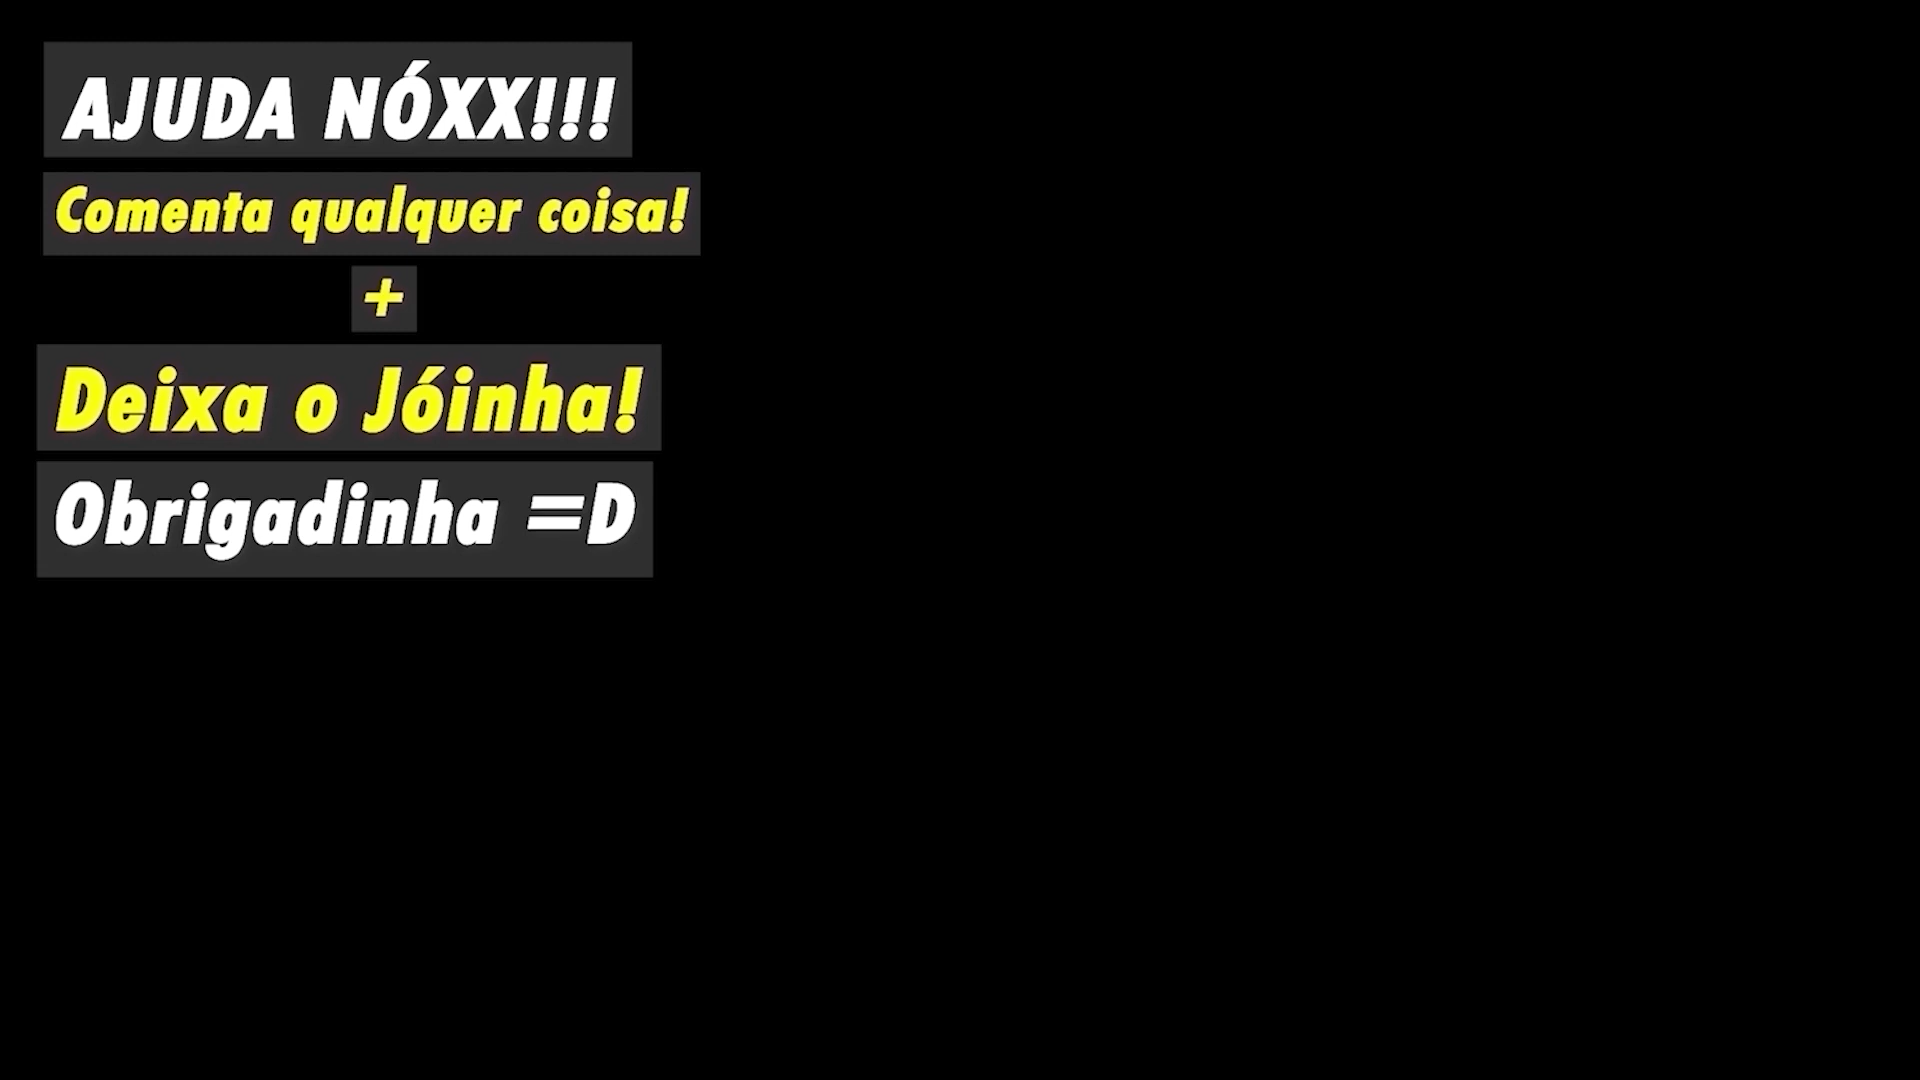 AJUDA NÓXX!!!
Comenta qualquer coisa!
+
Deixa o Jóinha!
Obrigadinha =D